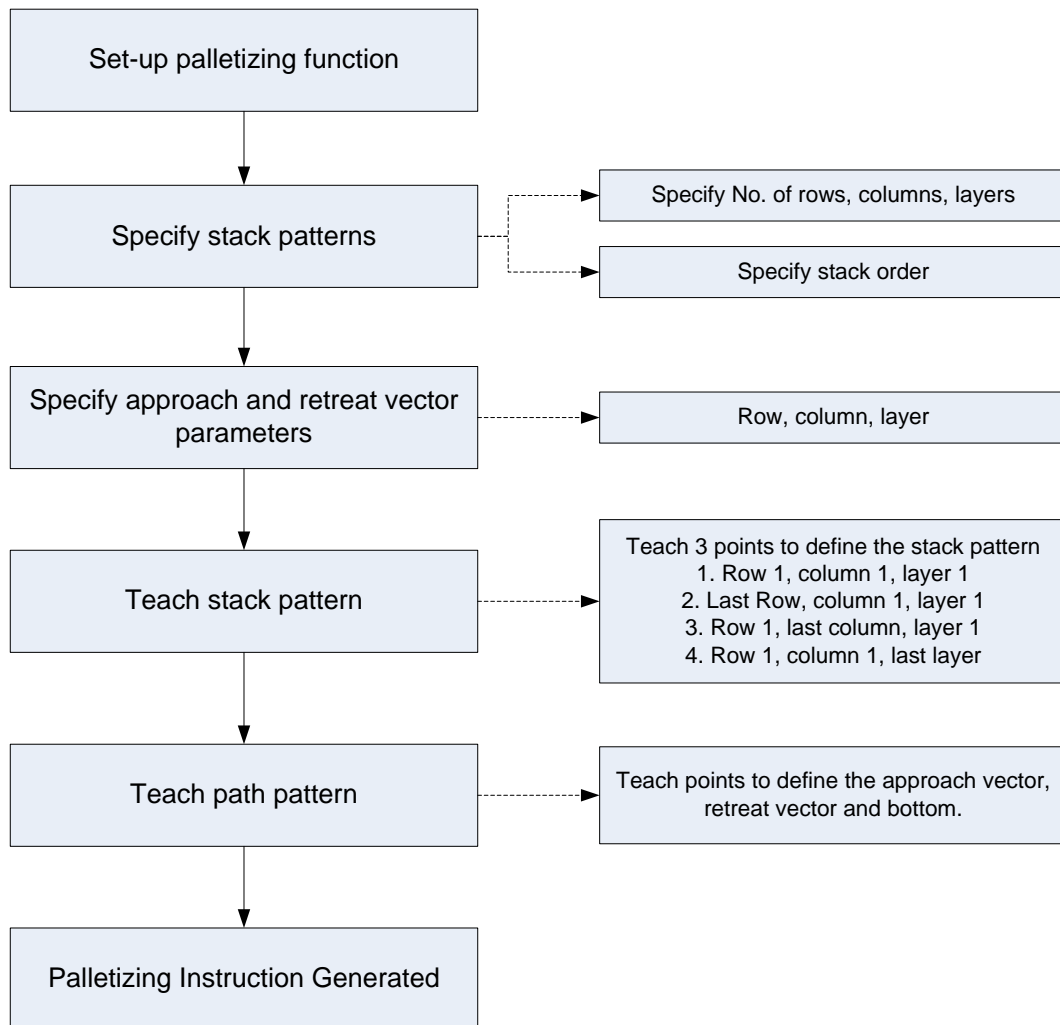 Set-up palletizing function
Specify stack patterns
Specify No. of rows, columns, layers
Specify stack order
Specify approach and retreat vector
parameters
Row, column, layer
Teach stack pattern
Teach 3 points to define the stack pattern
1. Row 1, column 1, layer 1
2. Last Row, column 1, layer 1
3. Row 1, last column, layer 1
4. Row 1, column 1, last layer
Teach path pattern
Teach points to define the approach vector,
retreat vector and bottom.
Palletizing Instruction Generated